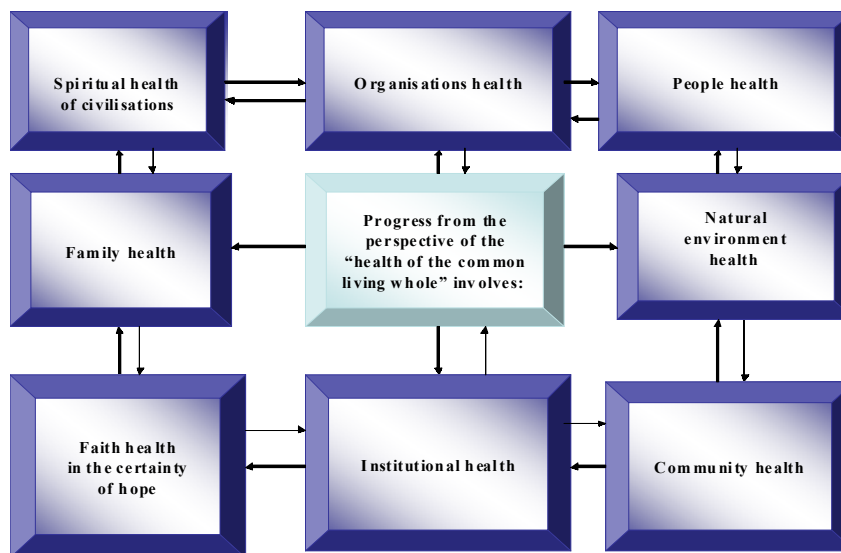 Spiritual health
of civilisations
Organisations health
People health
Family health
Progress from the
perspective of the
“health of the common
living whole” involves:
Natural
environment
health
Faith health
in the certainty
of hope
Institutional health
Community health